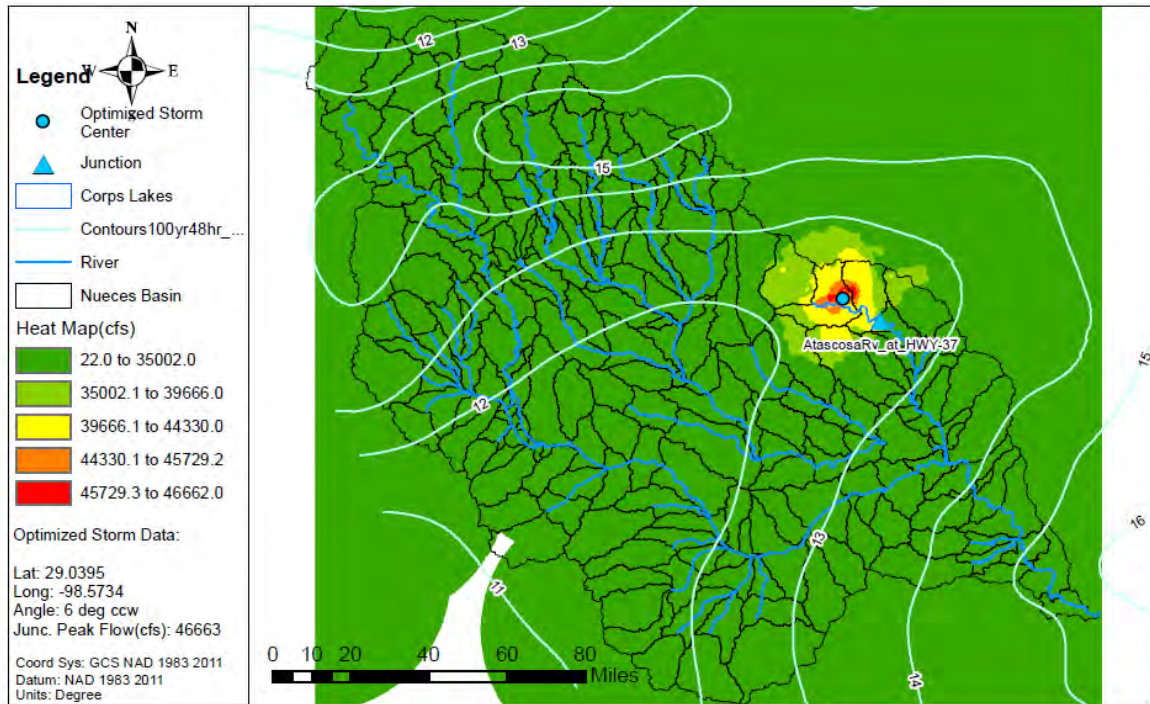 N
W
E
S
Legend
Optimized Storm
Center
Junction
Corps Lakes
Contours100yr48hr_...
River
Nueces Basin
Heat Map(cfs)
22.0 to 35002.0
35002.1 to 39666.0
39666.1 to 44330.0
44330.1 to 45729.2
45729.3 to 46662.0
Optimized Storm Data:
Lat: 29.0395
Long: -98.5734
Angle: 6 deg ccw
Junc. Peak Flow(cfs): 46663
Coord Sys: GCS NAD 1983 2011
Datum: NAD 1983 2011
Units: Degree
12
13
15
AtascosaRv_at_HWY-37
15
12
16
13
11
14
0 10 20 40 60 80
Miles